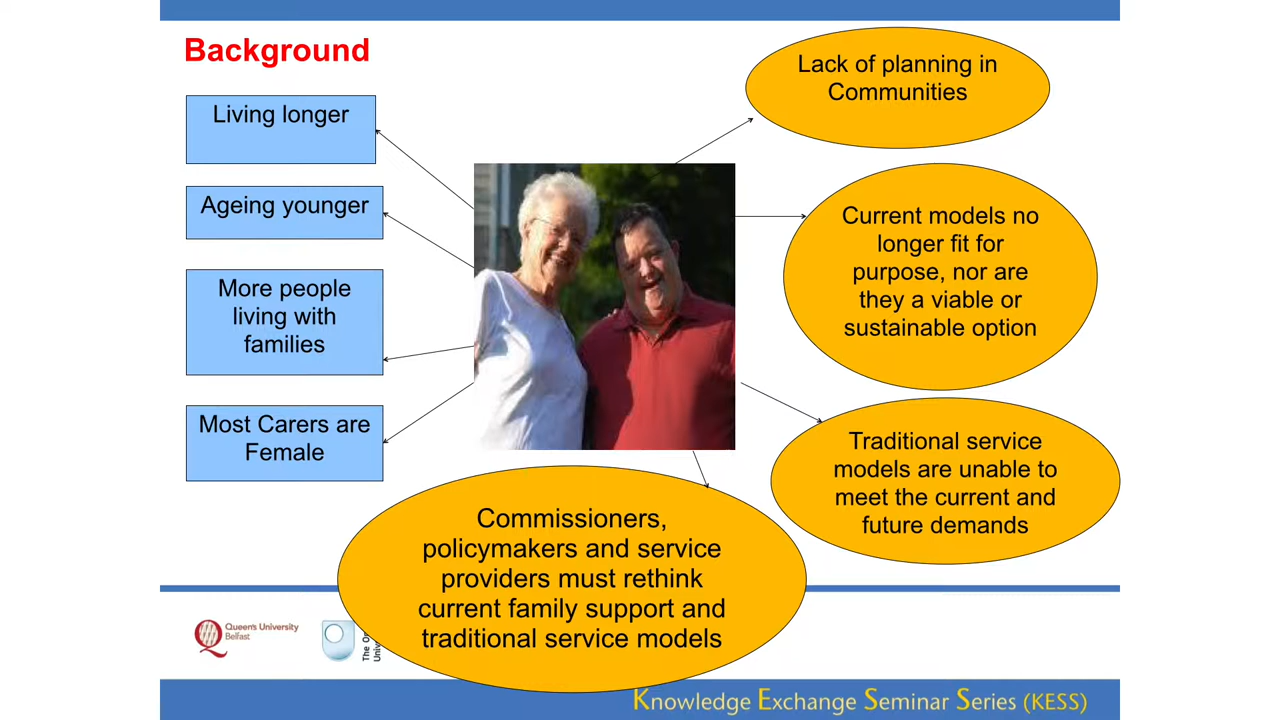 Background
Living longer
Ageing younger
More people
living with
families
Most Carers are
Female
Lack of planning in
Communities
Current models no
longer fit for
purpose, nor are
they a viable or
sustainable option
Traditional service
models are unable to
meet the current and
future demands
Commissioners,
policymakers and service
providers must rethink
current family support and
traditional service models
Queen's University
Belfast
Knowledge Exchange Seminar Series (KESS)